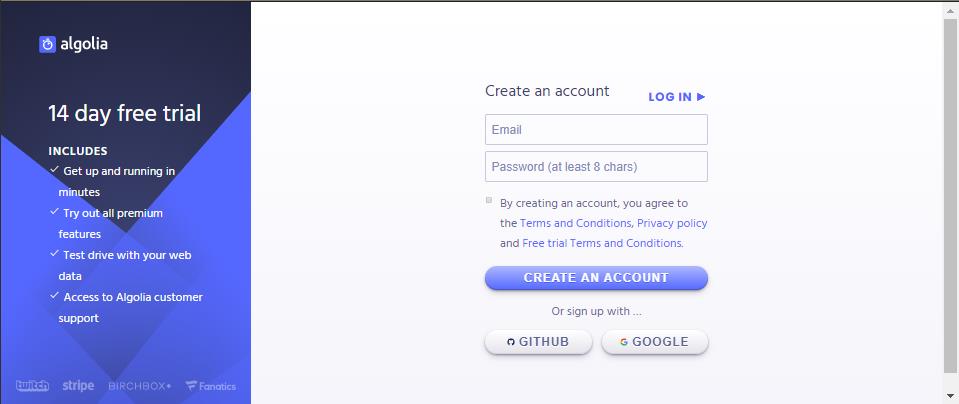 algolia
14 day free trial
INCLUDES
✓ Get up and running in
minutes
✓ Try out all premium
features
✓ Test drive with your web
data
✓ Access to Algolia customer
support
twitch stripe BIRCHBOX Fanatics
Create an account LOG IN ▶
Email
Password (at least 8 chars)
By creating an account, you agree to
the Terms and Conditions, Privacy policy
and Free trial Terms and Conditions.
CREATE AN ACCOUNT
Or sign up with ...
GITHUB GOOGLE